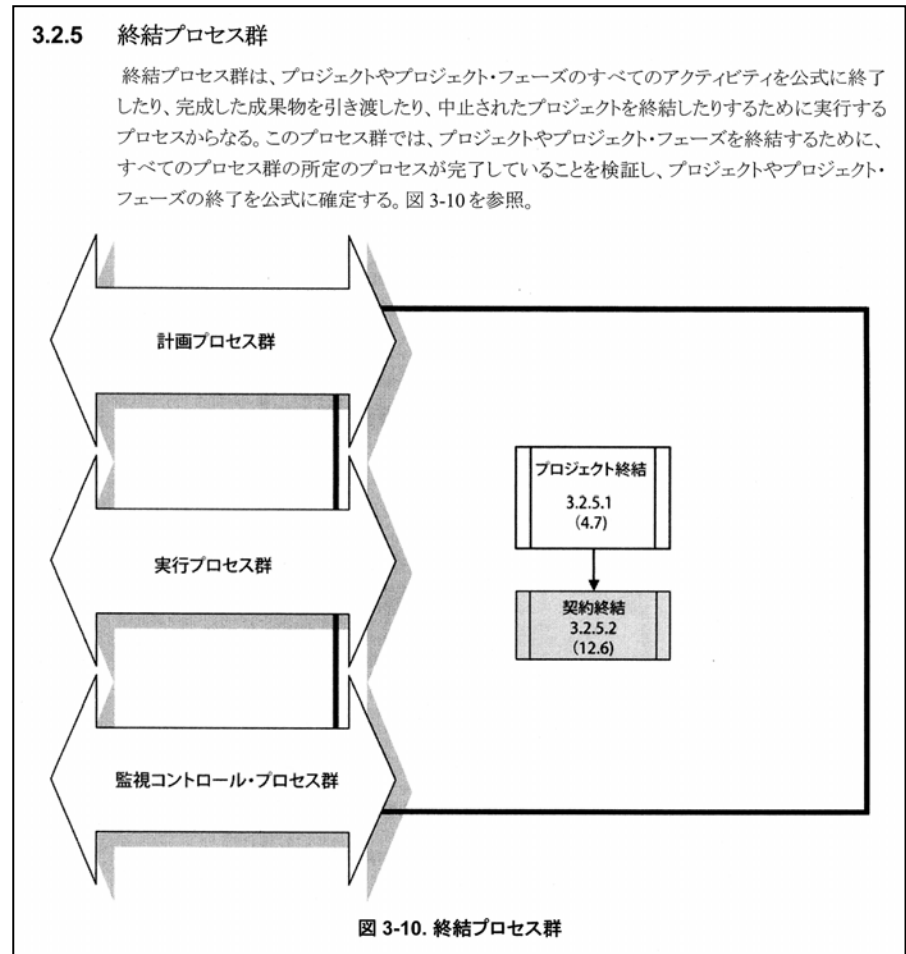 3.2.5 終結プロセス群
終結プロセス群は、プロジェクトやプロジェクト・フェーズのすべてのアクティビティを公式に終了
したり、完成した成果物を引き渡したり、中止されたプロジェクトを終結したりするために実行する
プロセスからなる。このプロセス群では、プロジェクトやプロジェクト・フェーズを終結するために、
すべてのプロセス群の所定のプロセスが完了していることを検証し、プロジェクトやプロジェクト・
フェーズの終了を公式に確定する。図 3-10 を参照。
計画プロセス群
プロジェクト終結
3.2.5.1
(4.7)
実行プロセス群
契約終結
3.2.5.2
(12.6)
監視コントロール・プロセス群
図 3-10. 終結プロセス群